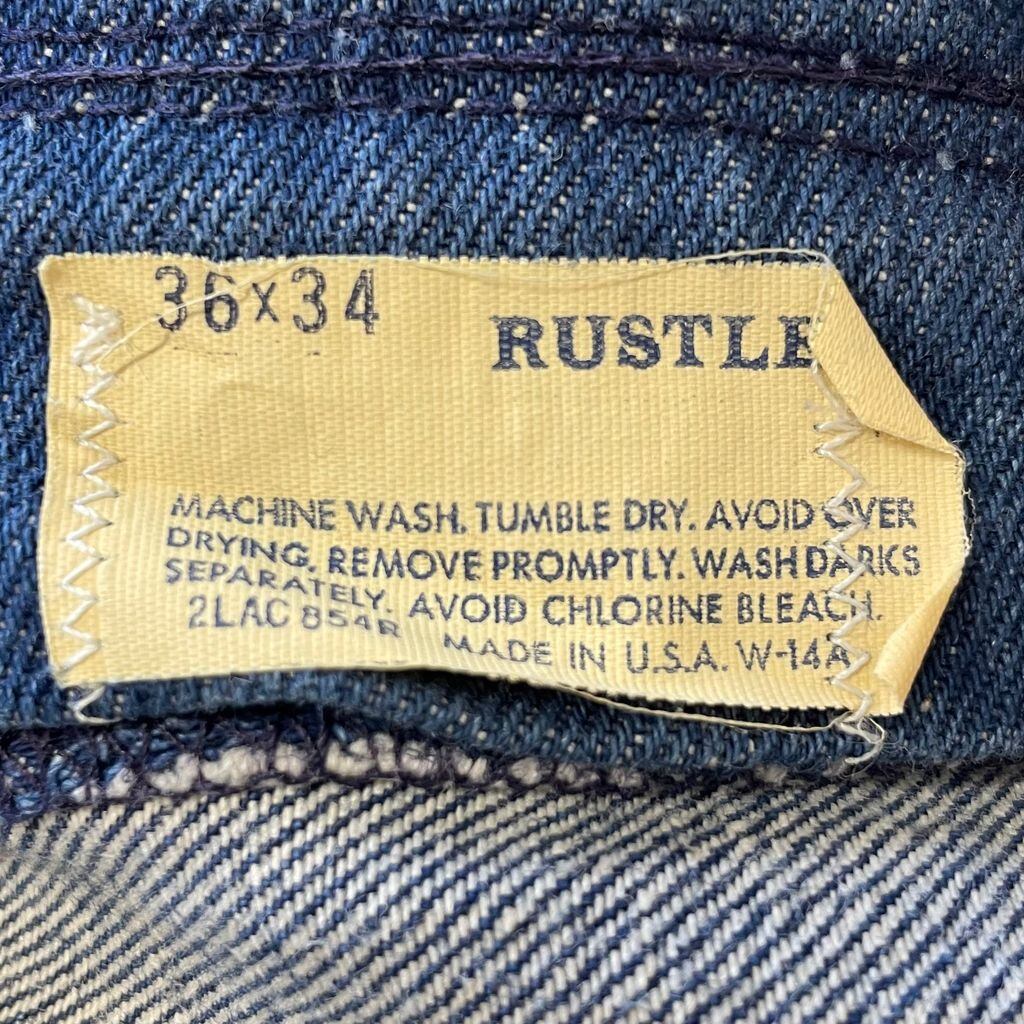 36x34
RUSTLE
MACHINE WASH. TUMBLE DRY. AVOID OVER
DRYING. REMOVE PROMPTLY. WASH DARKS
SEPARATELY. AVOID CHLORINE BLEACH.
2LAC 854R MADE IN U.S.A. W-14A